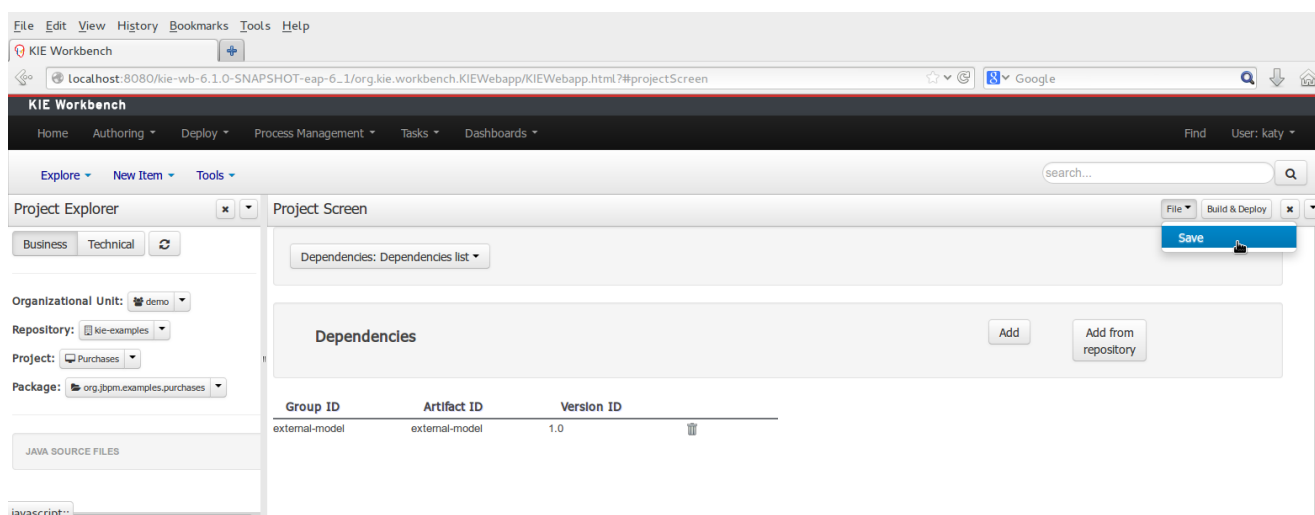 File Edit View History Bookmarks Tools Help
KIE Workbench
localhost:8080/kie-wb-6.1.0-SNAPSHOT-eap-6_1/org.kie.workbench.KIEWebapp/KIEWebapp.html?#projectScreen
Google
KIE Workbench
Home Authoring Deploy Process Management Tasks Dashboards Find User: katy
Explore New Item Tools search...
Project Explorer Project Screen File Build & Deploy
Business Technical Save
Dependencies: Dependencies list
Organizational Unit: demo
Repository: kie-examples
Dependencies Add Add from repository
Project: Purchases
Package: org.jbpm.examples.purchases
Group ID Artifact ID Version ID
external-model external-model 1.0
JAVA SOURCE FILES
javascript:;